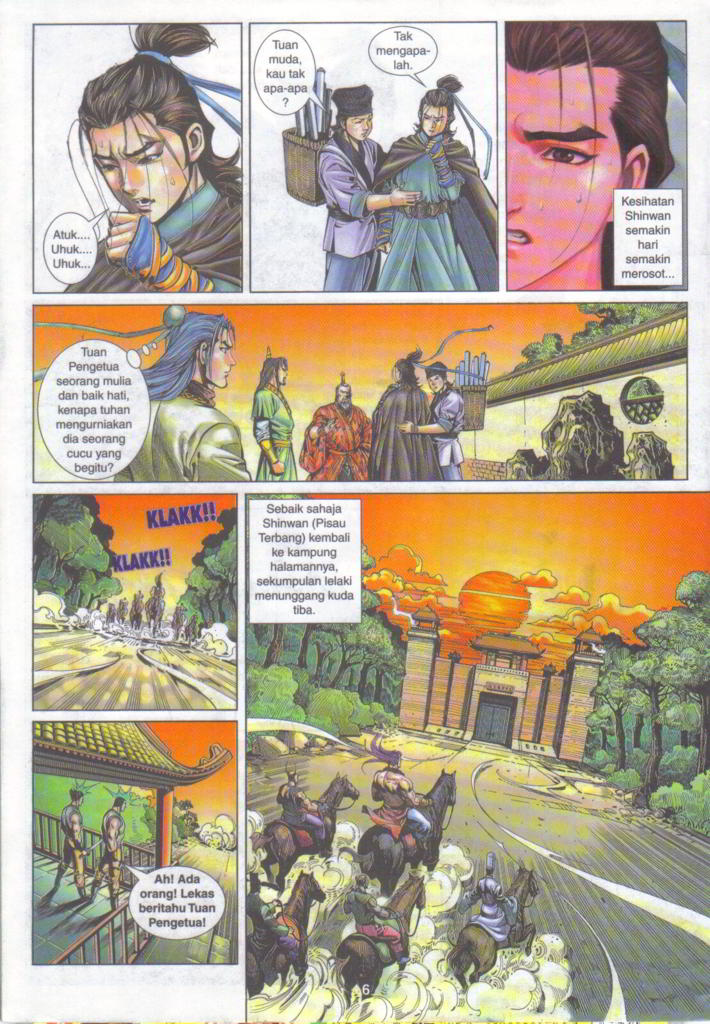 Atuk....
Uhuk....
Uhuk...
Tuan
muda,
kau tak
apa-apa
?
Tak
mengapa-
lah.
Kesihatan
Shinwan
semakin
hari
semakin
merosot...
Tuan
Pengetua
seorang mulia
dan baik hati,
kenapa tuhan
mengurniakan
dia seorang
cucu yang
begitu?
KLAKK!!
KLAKK!!
Sebaik sahaja
Shinwan (Pisau
Terbang) kembali
ke kampung
halamannya,
sekumpulan lelaki
menunggang kuda
tiba.
Ah! Ada
orang! Lekas
beritahu Tuan
Pengetua!
6